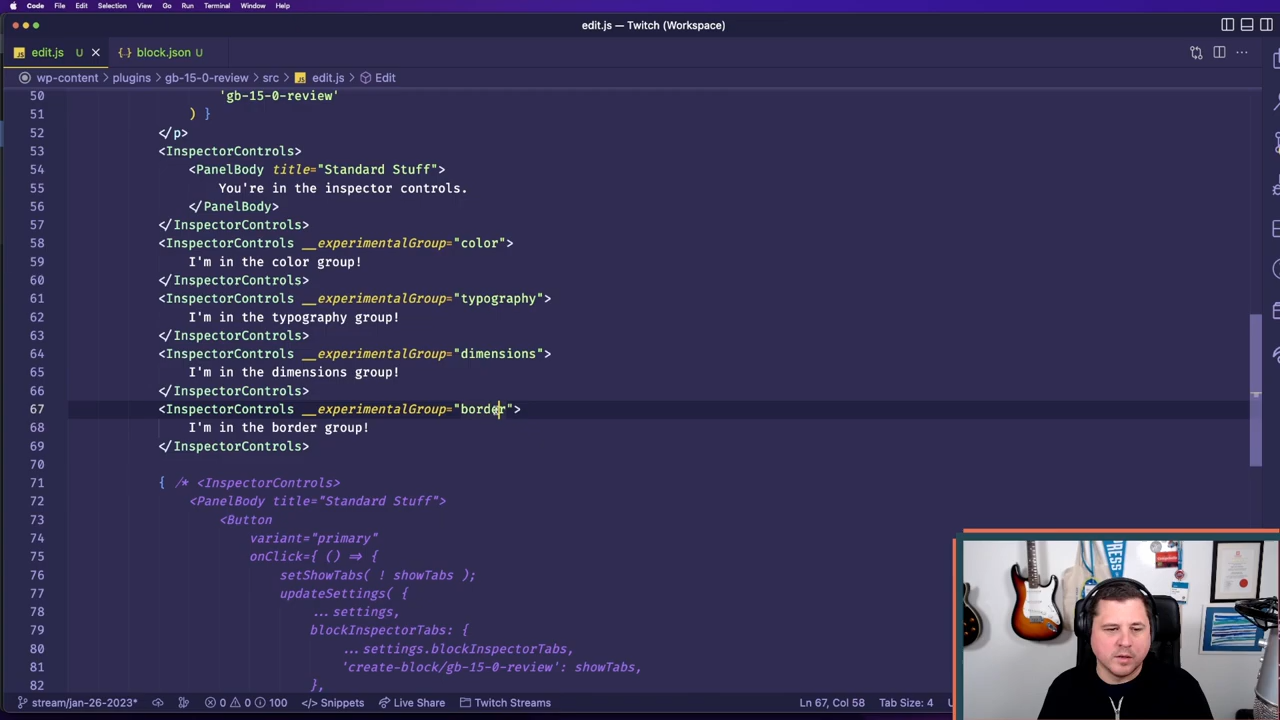 Code File Edit Selection View Go Run Terminal Window Help
edit.js — Twitch (Workspace)
JS edit.js U
{} block.json U
wp-content > plugins > gb-15-0-review > src > JS edit.js > Edit
50 'gb-15-0-review'
51 ) }
52 </p>
53 <InspectorControls>
54 <PanelBody title="Standard Stuff">
55 You're in the inspector controls.
56 </PanelBody>
57 </InspectorControls>
58 <InspectorControls __experimentalGroup="color">
59 I'm in the color group!
60 </InspectorControls>
61 <InspectorControls __experimentalGroup="typography">
62 I'm in the typography group!
63 </InspectorControls>
64 <InspectorControls __experimentalGroup="dimensions">
65 I'm in the dimensions group!
66 </InspectorControls>
67 <InspectorControls __experimentalGroup="border">
68 I'm in the border group!
69 </InspectorControls>
70
71 { /* <InspectorControls>
72 <PanelBody title="Standard Stuff">
73 <Button
74 variant="primary"
75 onClick={ () => {
76 setShowTabs( ! showTabs );
77 updateSettings( {
78 ...settings,
79 blockInspectorTabs: {
80 ...settings.blockInspectorTabs,
81 'create-block/gb-15-0-review': showTabs,
82 },
stream/jan-26-2023* 0 0 100 </> Snippets Live Share Twitch Streams Ln 67, Col 58 Tab Size: 4